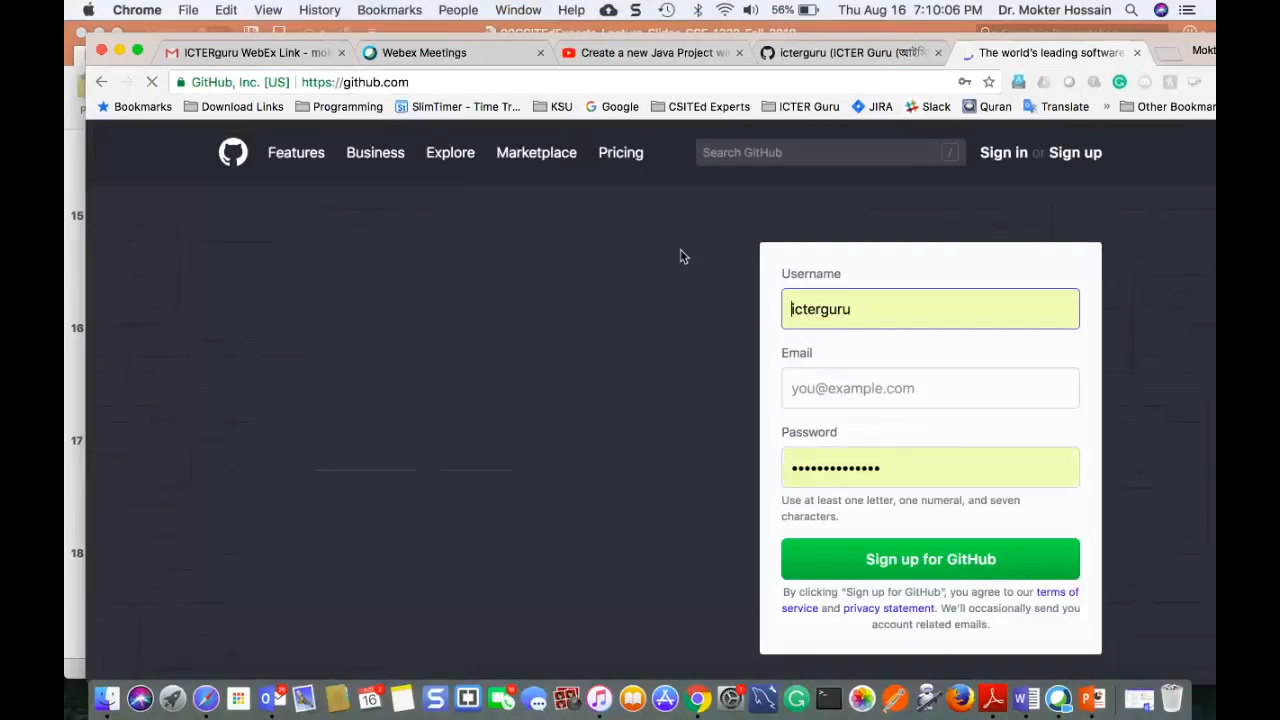 Chrome File Edit View History Bookmarks People Window Help 56% Thu Aug 16 7:10:06 PM Dr. Mokter Hossain
ICTERguru WebEx Link - mok × Webex Meetings × Create a new Java Project wi × icterguru (ICTER Guru × The world's leading software × Mokt
GitHub, Inc. [US] https://github.com
Bookmarks Download Links Programming SlimTimer - Time Tr... KSU Google CSITEd Experts ICTER Guru JIRA Slack Quran Translate » Other Bookmar
Features Business Explore Marketplace Pricing Search GitHub / Sign in or Sign up
15
16
17
18
Username
icterguru
Email
you@example.com
Password
••••••••••••••
Use at least one letter, one numeral, and seven
characters.
Sign up for GitHub
By clicking “Sign up for GitHub”, you agree to our terms of
service and privacy statement. We’ll occasionally send you
account related emails.